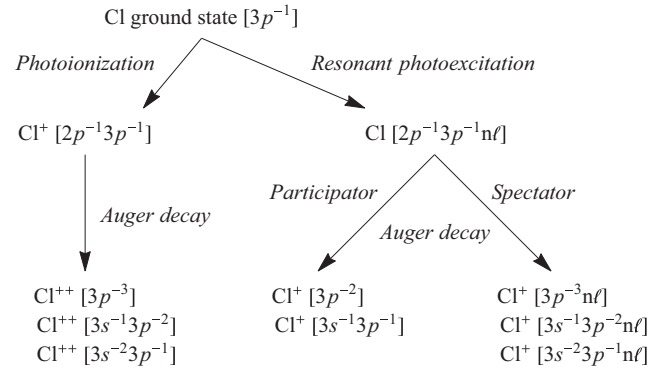 Cl ground state [3p⁻¹]
Photoionization
Resonant photoexcitation
Cl⁺ [2p⁻¹3p⁻¹]
Cl [2p⁻¹3p⁻¹nℓ]
Participator
Spectator
Auger decay
Auger decay
Cl⁺⁺ [3p⁻³]
Cl⁺⁺ [3s⁻¹3p⁻²]
Cl⁺⁺ [3s⁻²3p⁻¹]
Cl⁺ [3p⁻²]
Cl⁺ [3s⁻¹3p⁻¹]
Cl⁺ [3p⁻³nℓ]
Cl⁺ [3s⁻¹3p⁻²nℓ]
Cl⁺ [3s⁻²3p⁻¹nℓ]